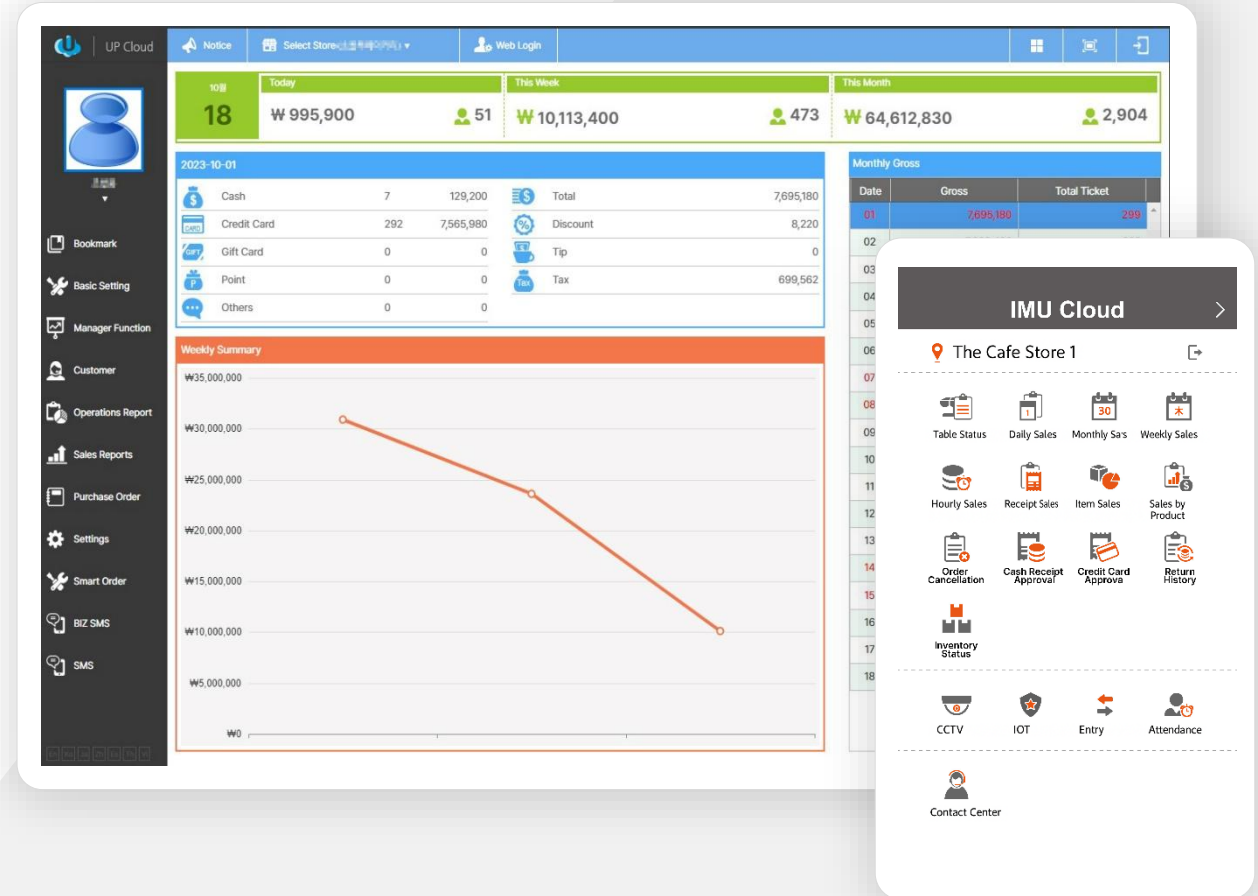 UP Cloud
Notice
Select Store
Web Login
10월
18
Today
₩ 995,900
51
This Week
₩ 10,113,400
473
This Month
₩ 64,612,830
2,904
Bookmark
Basic Setting
Manager Function
Customer
Operations Report
Sales Reports
Purchase Order
Settings
Smart Order
BIZ SMS
SMS
2023-10-01
Cash 7 129,200
Credit Card 292 7,565,980
Gift Card 0 0
Point 0 0
Others 0 0
Total 7,695,180
Discount 8,220
Tip 0
Tax 699,562
CARD
GIFT
P
Tax
Weekly Summary
₩35,000,000
₩30,000,000
₩25,000,000
₩20,000,000
₩15,000,000
₩10,000,000
₩5,000,000
₩0
Monthly Gross
Date Gross Total Ticket
01 7,695,180 299
02
03
04
05
06
07
08
09
10
11
12
13
14
15
16
17
18
IMU Cloud
The Cafe Store 1
1
30
木
Table Status Daily Sales Monthly Sa's Weekly Sales
Hourly Sales Receipt Sales Item Sales Sales by
Product
Order
Cancellation
Cash Receipt
Approval
Credit Card
Approva
Return
History
Inventory
Status
CCTV IOT Entry Attendance
Contact Center